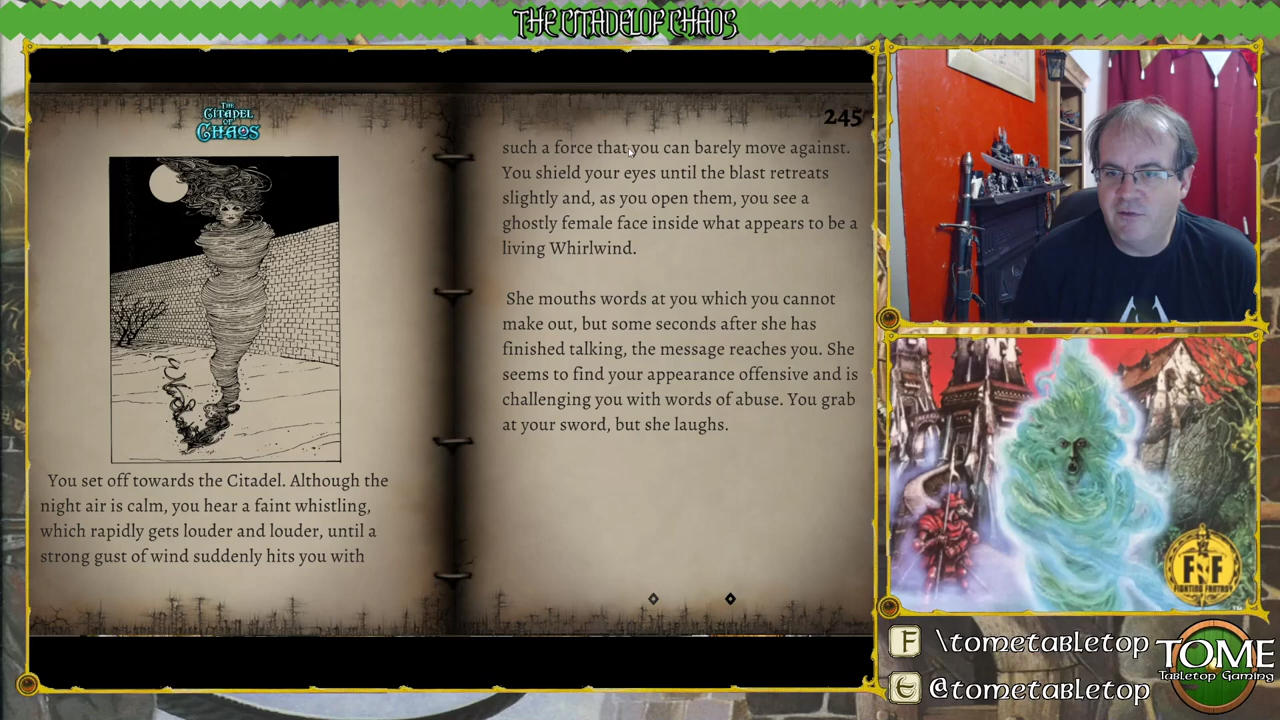 THE CITADEL OF CHAOS
THE
CITADEL
OF
CHAOS
You set off towards the Citadel. Although the
night air is calm, you hear a faint whistling,
which rapidly gets louder and louder, until a
strong gust of wind suddenly hits you with
245
such a force that you can barely move against.
You shield your eyes until the blast retreats
slightly and, as you open them, you see a
ghostly female face inside what appears to be a
living Whirlwind.
She mouths words at you which you cannot
make out, but some seconds after she has
finished talking, the message reaches you. She
seems to find your appearance offensive and is
challenging you with words of abuse. You grab
at your sword, but she laughs.
FF
FIGHTING FANTASY
TM
F \tometabletop
@tometabletop
TOME
Tabletop Gaming